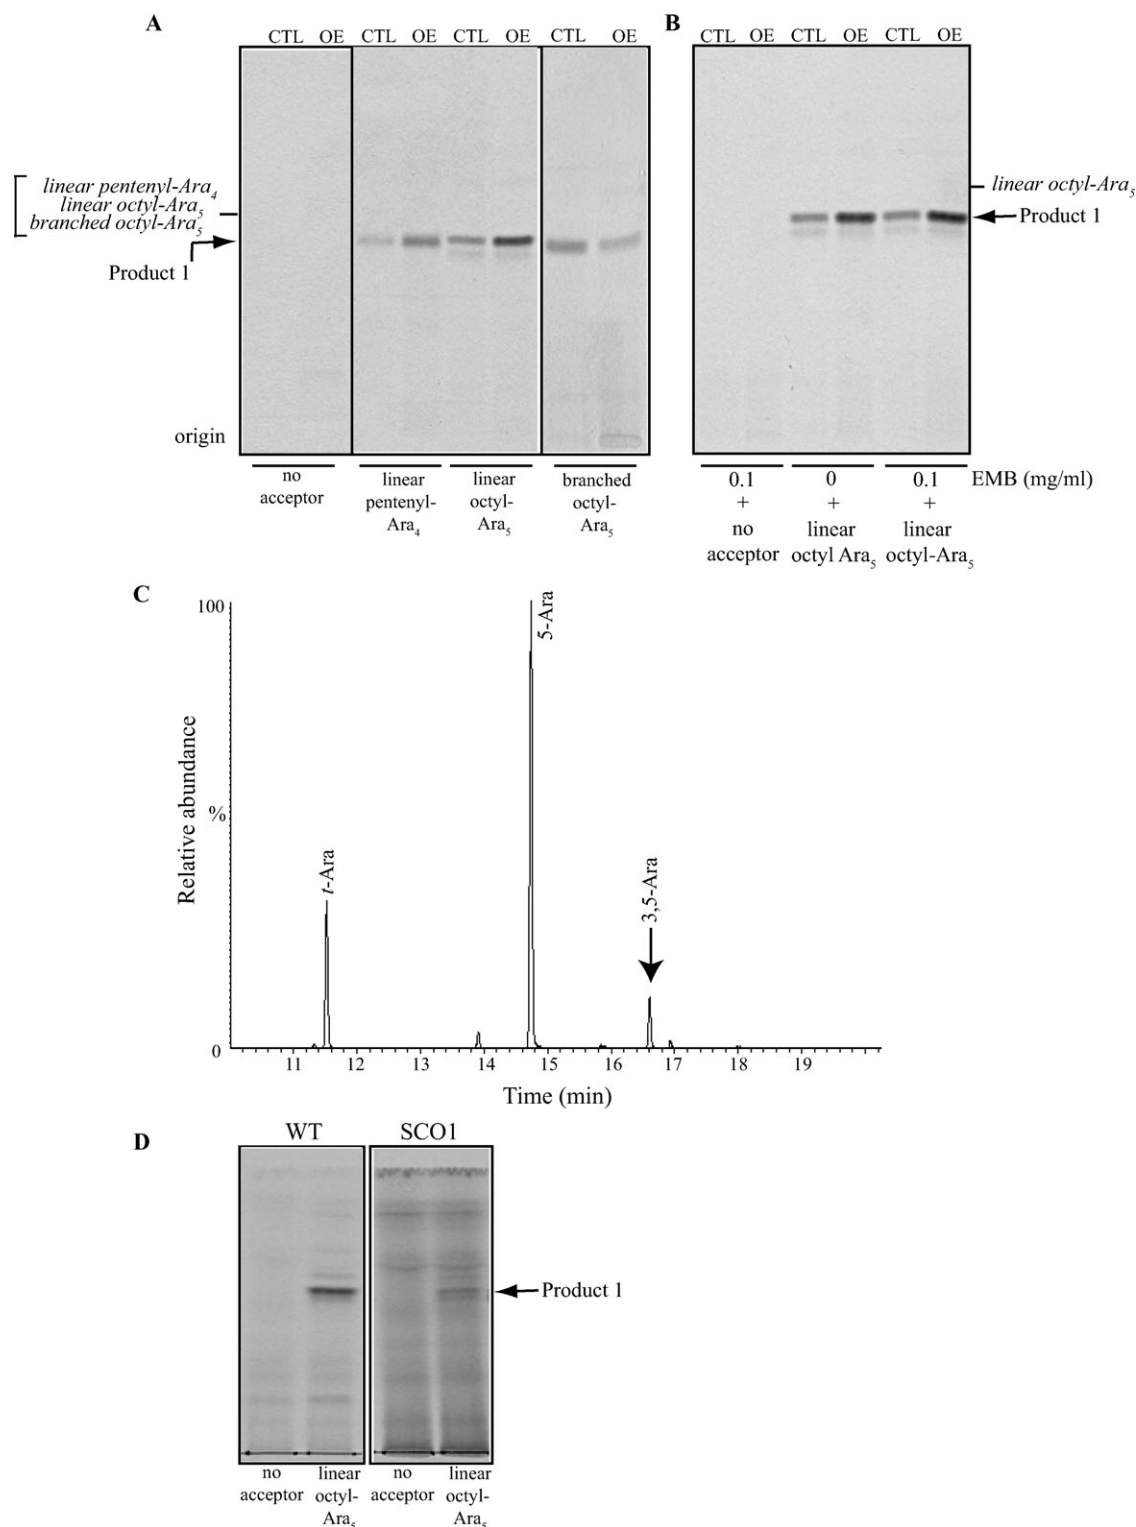 A
CTL OE CTL OE CTL OE CTL OE
linear pentenyl-Ara4
linear octyl-Ara5
branched octyl-Ara5
Product 1
origin
no
acceptor
linear
pentenyl-
Ara4
linear
octyl-
Ara5
branched
octyl-
Ara5
B
CTL OE CTL OE CTL OE
linear octyl-Ara5
Product 1
0.1 0 0.1 EMB (mg/ml)
+ + +
no
acceptor
linear
octyl Ara5
linear
octyl-Ara5
C
Relative abundance
100
%
0
t-Ara
5-Ara
3,5-Ara
11 12 13 14 15 16 17 18 19
Time (min)
D
WT
SCO1
Product 1
no
acceptor
linear
octyl-
Ara5
no
acceptor
linear
octyl-
Ara5